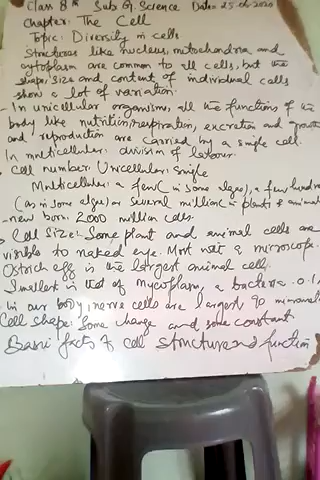 Class 8th Sub G. Science Date= 25.04.2020
Chapter: The Cell
Topic: Diversity in cells
Structures like nucleus, mitochondria and
cytoplasm are common to all cells, but the
shape, size and content of individual cells
show a lot of variation.
- In unicellular organisms, all the functions of the
body like nutrition, respiration, excretion and growth
and reproduction are carried by a single cell.
In multicellular: division of labour.
Cell number: Unicellular: Single
Multicellular: a few (in some algae), a few hundred
(as in some algae) or several million (in plants & animals
- new born: 2000 million cells.
Cell Size: Some plant and animal cells are
visible to naked eye. Most with a microscope.
Ostrich egg is the largest animal cell.
Smallest is that of mycoplasm, a bacteria 0.1
In our body, nerve cells are largest 90
Cell shape: Some change and some constant.
Basic facts of cell structure and function